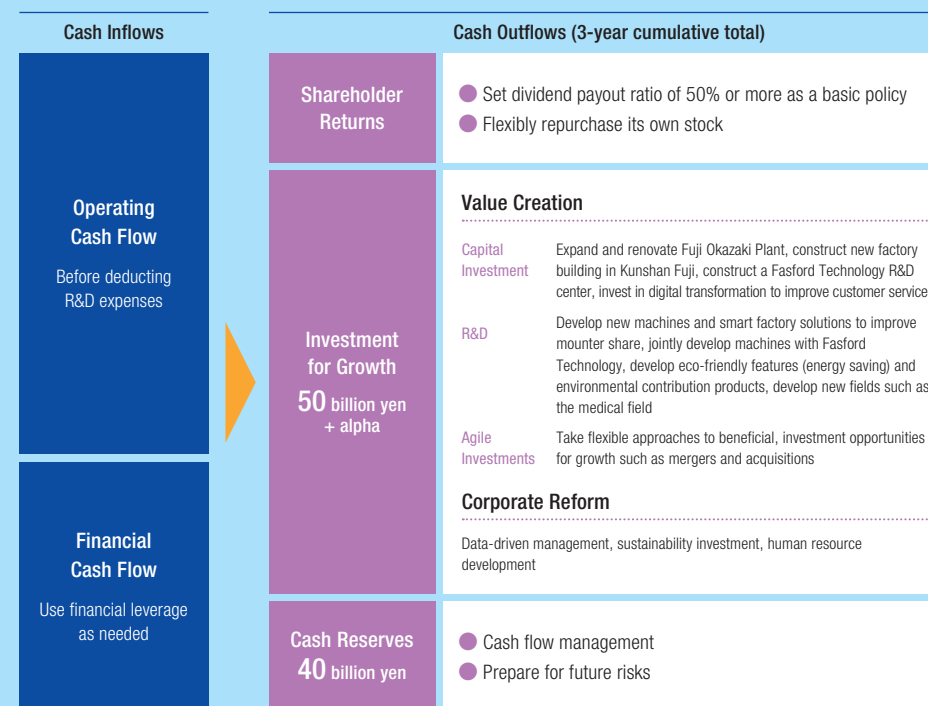 Cash Inflows
Cash Outflows (3-year cumulative total)
Operating
Cash Flow
Before deducting
R&D expenses
Financial
Cash Flow
Use financial leverage
as needed
Shareholder
Returns
● Set dividend payout ratio of 50% or more as a basic policy
● Flexibly repurchase its own stock
Investment
for Growth
50 billion yen
+ alpha
Value Creation
Capital
Investment
Expand and renovate Fuji Okazaki Plant, construct new factory
building in Kunshan Fuji, construct a Fasford Technology R&D
center, invest in digital transformation to improve customer service
R&D
Develop new machines and smart factory solutions to improve
mounter share, jointly develop machines with Fasford
Technology, develop eco-friendly features (energy saving) and
environmental contribution products, develop new fields such as
the medical field
Agile
Investments
Take flexible approaches to beneficial, investment opportunities
for growth such as mergers and acquisitions
Corporate Reform
Data-driven management, sustainability investment, human resource
development
Cash Reserves
40 billion yen
● Cash flow management
● Prepare for future risks